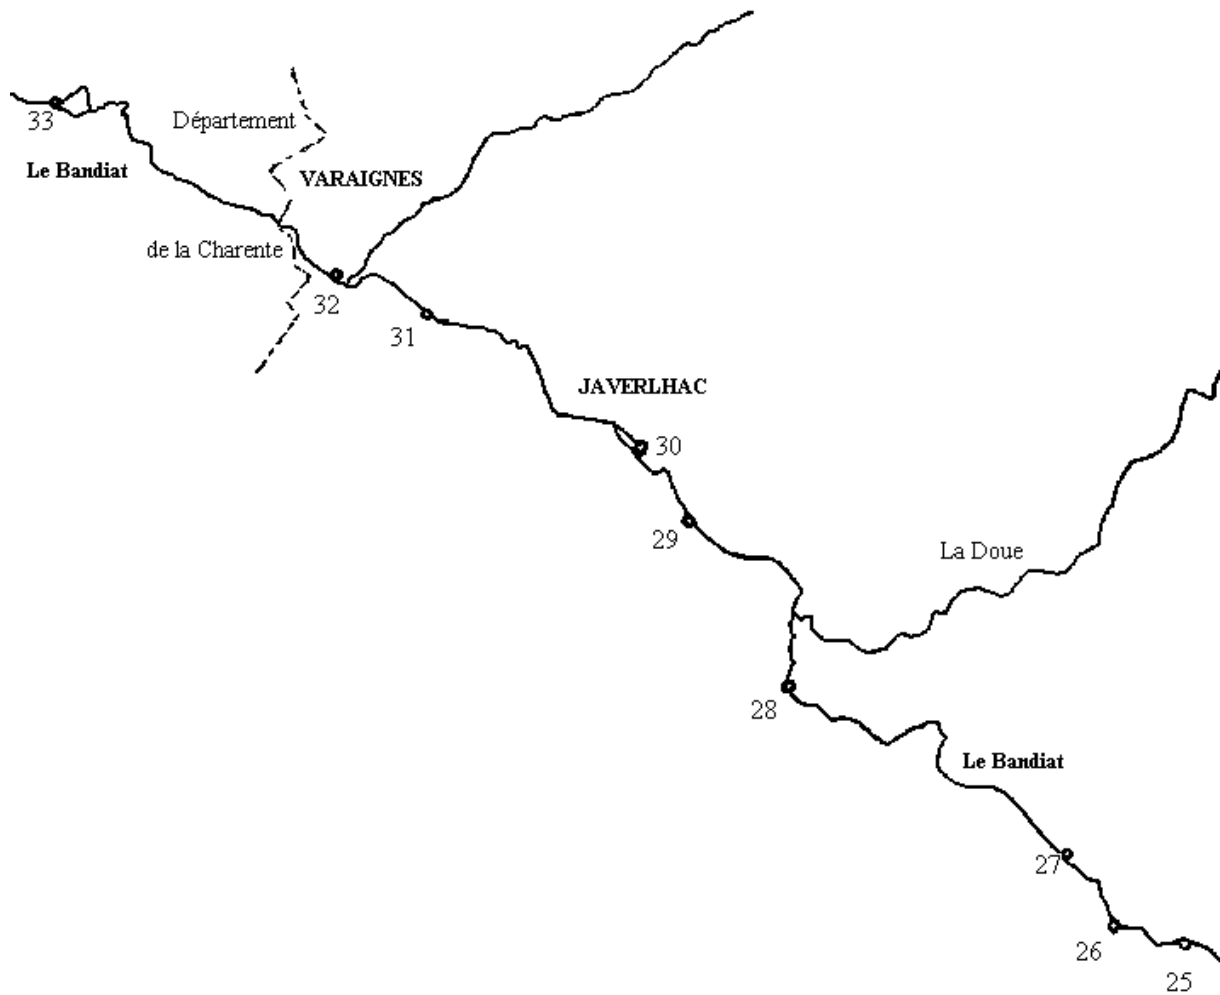 33
Département
Le Bandiat
VARAIGNES
de la Charente
32
31
JAVERLHAC
30
29
La Doue
28
Le Bandiat
27
26
25